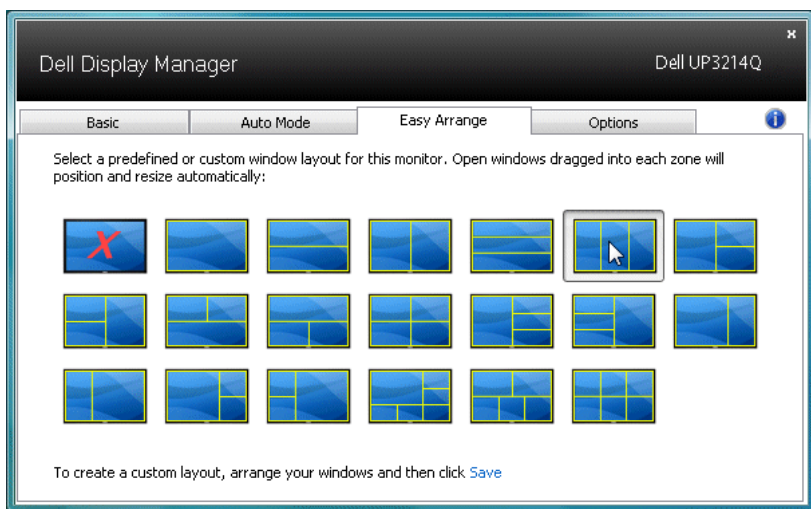 Dell Display Manager
Dell UP3214Q
Basic
Auto Mode
Easy Arrange
Options
Select a predefined or custom window layout for this monitor. Open windows dragged into each zone will
position and resize automatically:
To create a custom layout, arrange your windows and then click Save